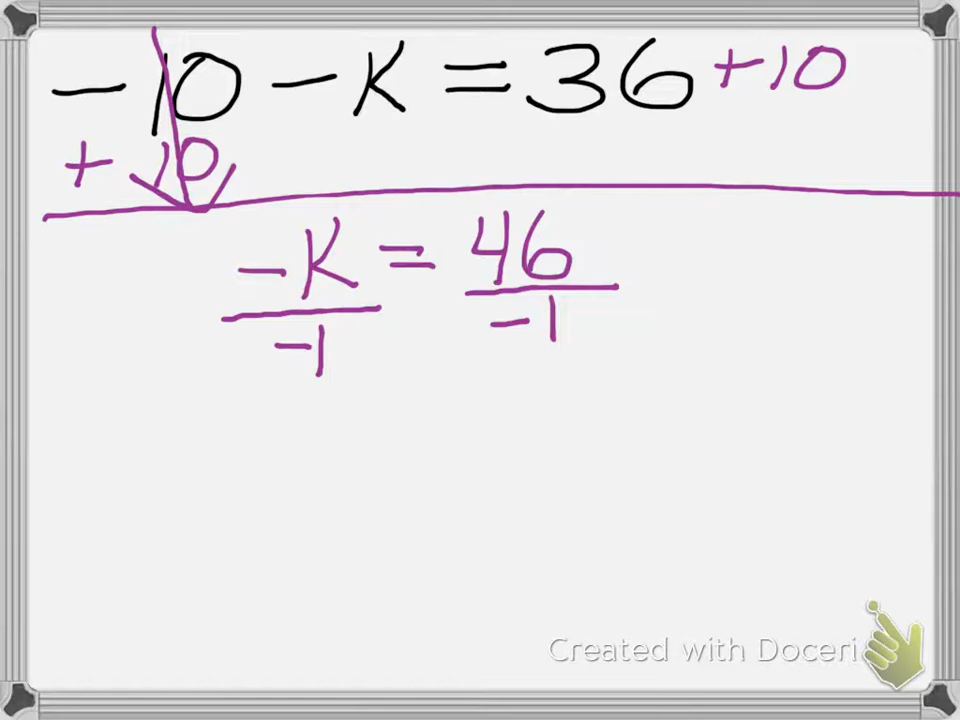 -10 - K = 36 +10
+ 10
-K = 46
-1 -1
Created with Doceri